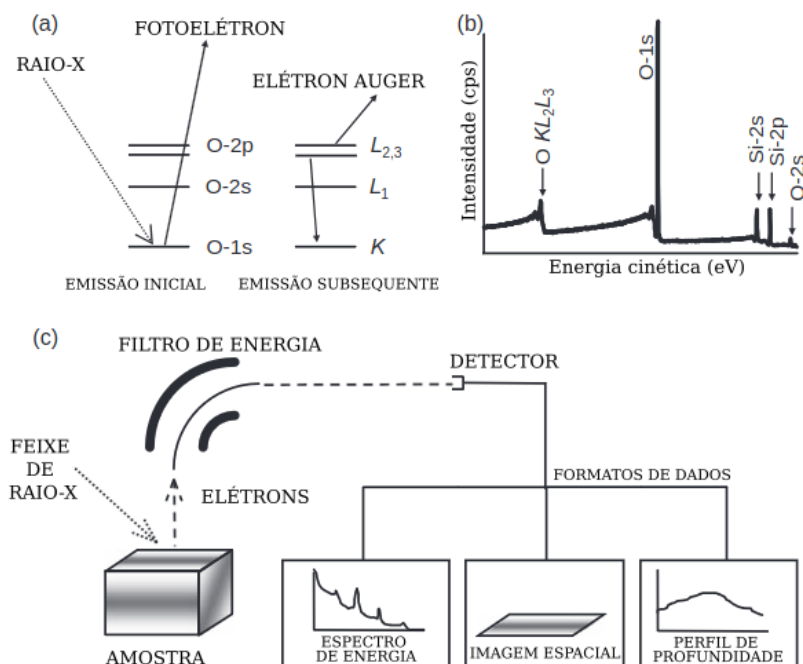 (a)
FOTOELÉTRON
RAIO-X
ELÉTRON AUGER
O-2p
L2,3
O-2s
L1
O-1s
K
EMISSÃO INICIAL
EMISSÃO SUBSEQUENTE
(b)
Intensidade (cps)
O KL2L3
O-1s
Si-2s
Si-2p
O-2s
Energia cinética (eV)
(c)
FILTRO DE ENERGIA
DETECTOR
FEIXE
DE
RAIO-X
ELÉTRONS
FORMATOS DE DADOS
AMOSTRA
ESPECTRO
DE ENERGIA
IMAGEM ESPACIAL
PERFIL DE
PROFUNDIDADE